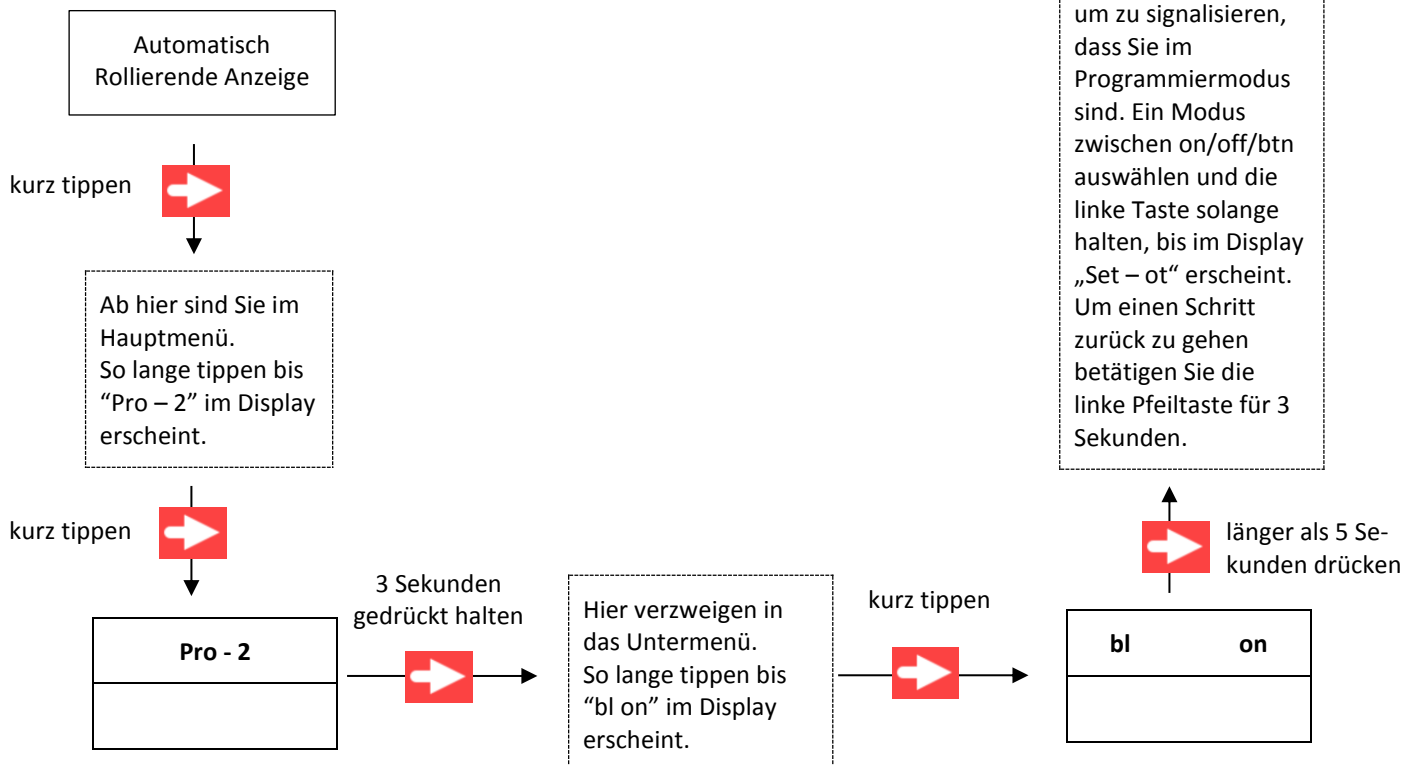 Automatisch
Rollierende Anzeige
kurz tippen
Ab hier sind Sie im
Hauptmenü.
So lange tippen bis
“Pro – 2” im Display
erscheint.
kurz tippen
Pro - 2
3 Sekunden
gedrückt halten
Hier verzweigen in
das Untermenü.
So lange tippen bis
“bl on” im Display
erscheint.
kurz tippen
bl on
länger als 5 Se-
kunden drücken
um zu signalisieren,
dass Sie im
Programmiermodus
sind. Ein Modus
zwischen on/off/btn
auswählen und die
linke Taste solange
halten, bis im Display
„Set – ot“ erscheint.
Um einen Schritt
zurück zu gehen
betätigen Sie die
linke Pfeiltaste für 3
Sekunden.